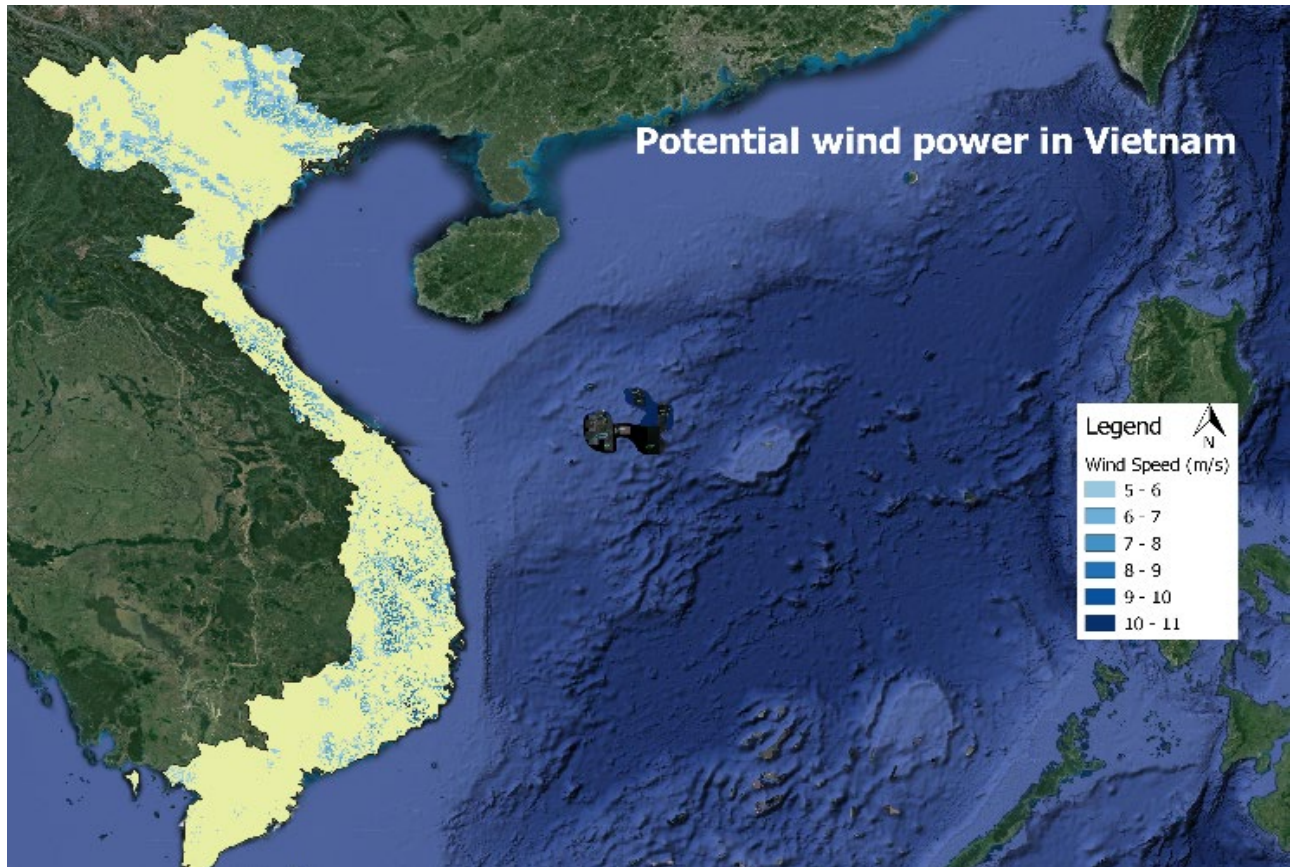 Potential wind power in Vietnam
Legend
N
Wind Speed (m/s)
5 - 6
6 - 7
7 - 8
8 - 9
9 - 10
10 - 11